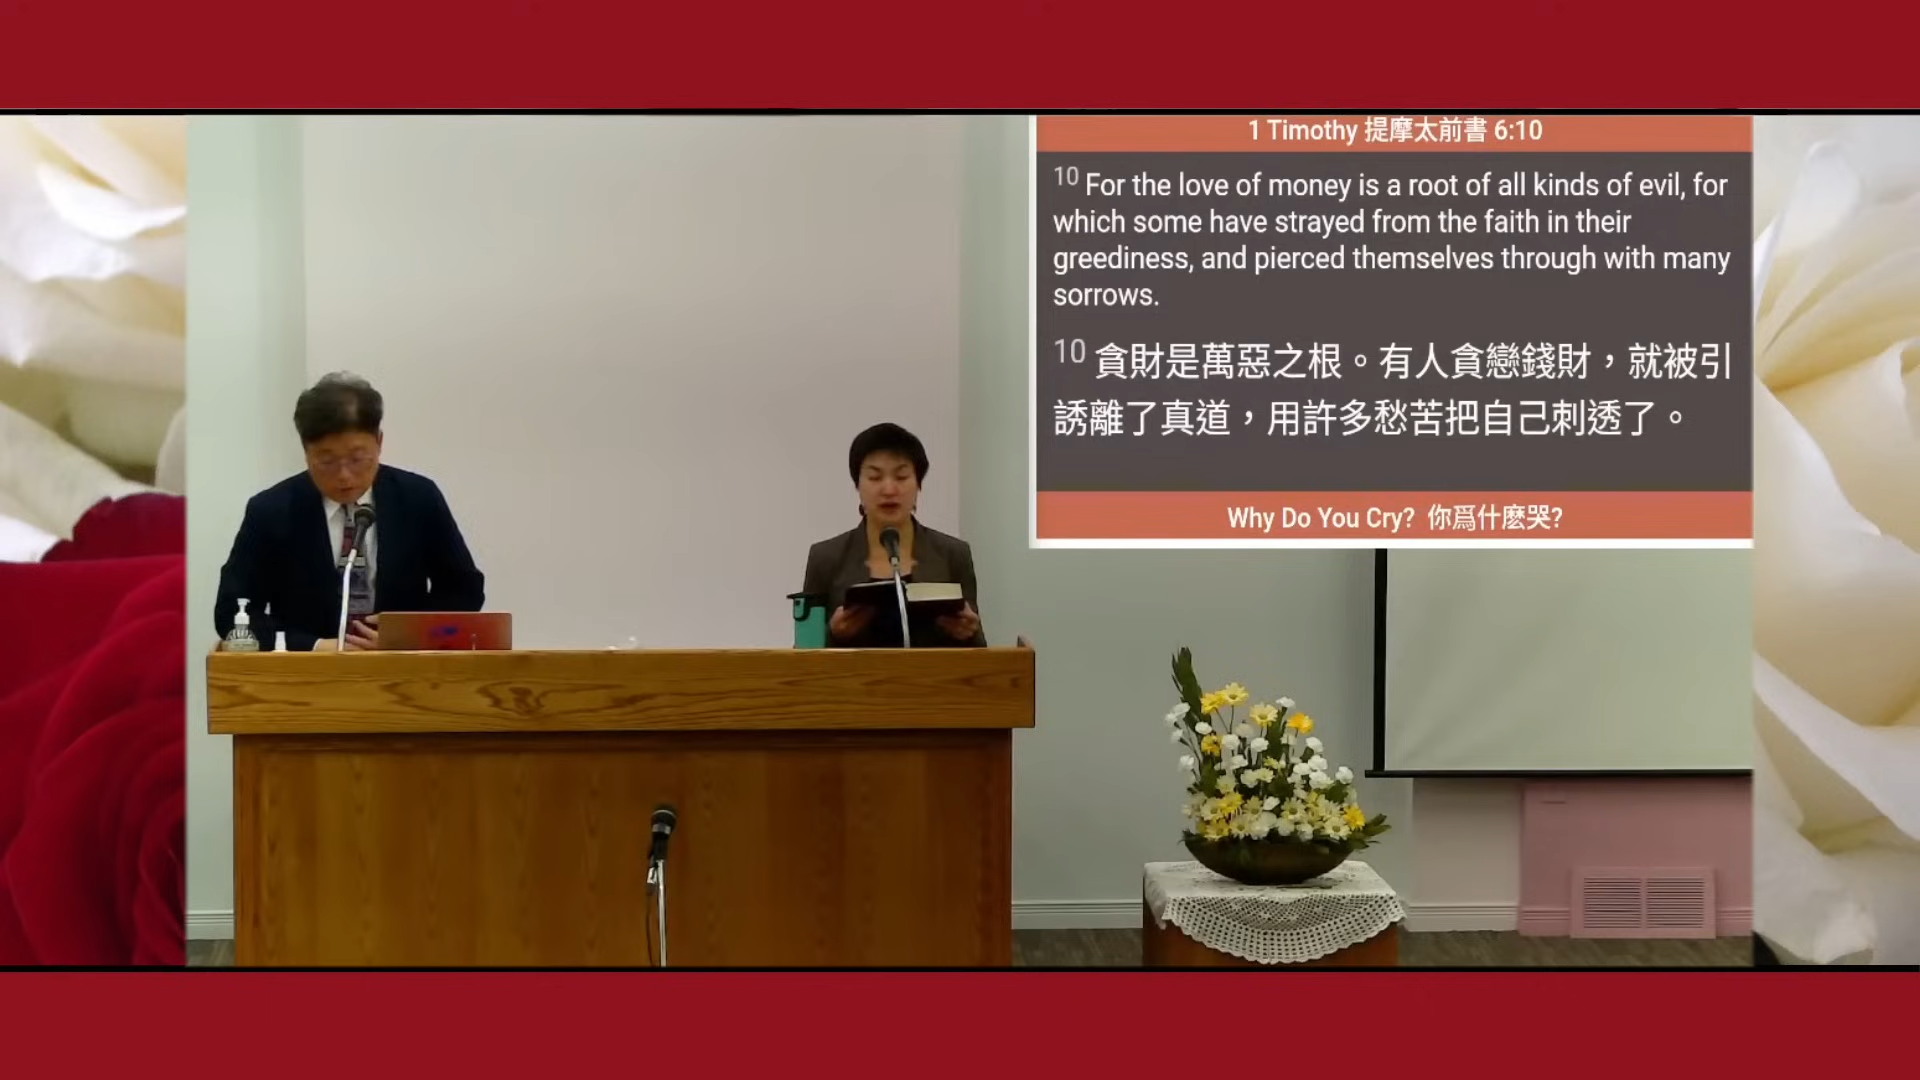 1 Timothy 提摩太前書 6:10
10 For the love of money is a root of all kinds of evil, for
which some have strayed from the faith in their
greediness, and pierced themselves through with many
sorrows.
10 貪財是萬惡之根。有人貪戀錢財，就被引
誘離了真道，用許多愁苦把自己刺透了。
Why Do You Cry? 你爲什麽哭?